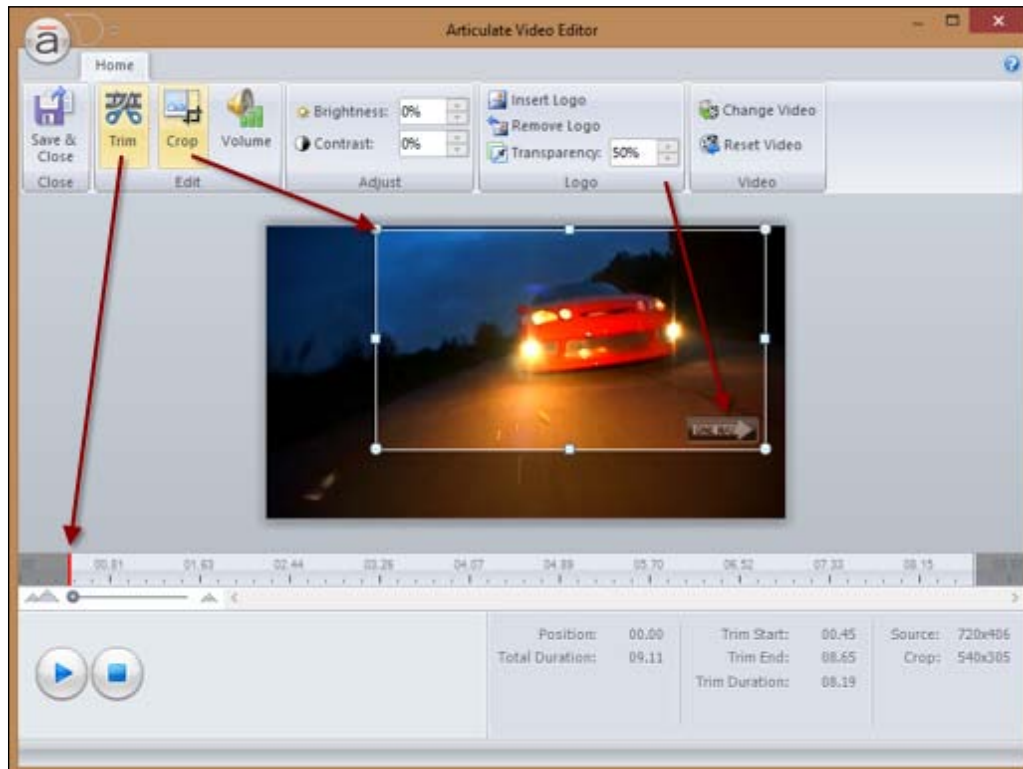 ā
Articulate Video Editor
Home
Save & Close
Trim
Crop
Volume
Brightness: 0%
Contrast: 0%
Insert Logo
Remove Logo
Transparency: 50%
Change Video
Reset Video
Close
Edit
Adjust
Logo
Video
ONE WAY
00.81 01.63 02.44 03.26 04.07 04.89 05.70 06.52 07.33 08.15
Position: 00.00 Trim Start: 00.45 Source: 720x406
Total Duration: 09.11 Trim End: 08.65 Crop: 540x305
Trim Duration: 08.19